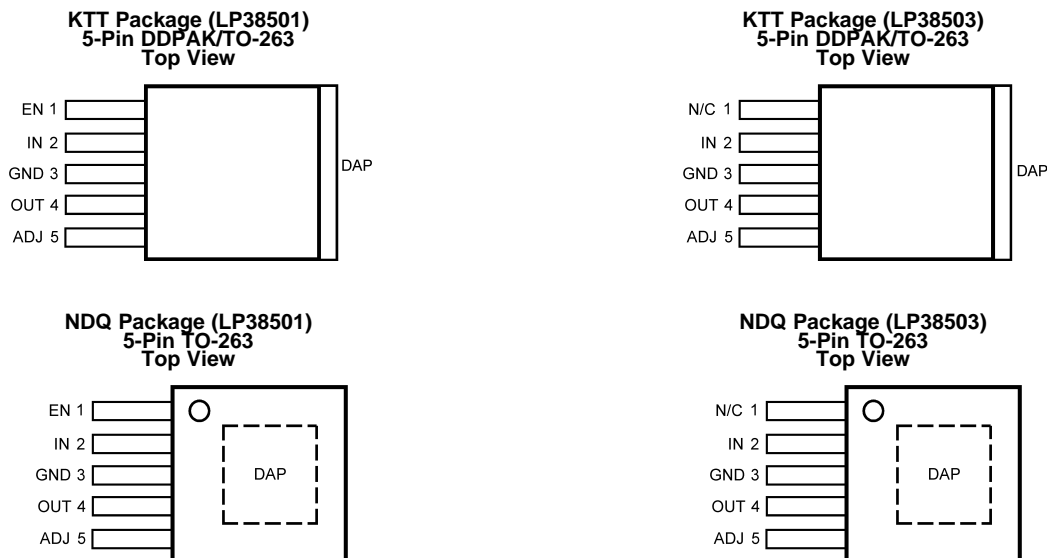 KTT Package (LP38501)
5-Pin DDPAK/TO-263
Top View
EN 1
IN 2
GND 3
OUT 4
ADJ 5
DAP
KTT Package (LP38503)
5-Pin DDPAK/TO-263
Top View
N/C 1
IN 2
GND 3
OUT 4
ADJ 5
DAP
NDQ Package (LP38501)
5-Pin TO-263
Top View
EN 1
IN 2
GND 3
OUT 4
ADJ 5
DAP
NDQ Package (LP38503)
5-Pin TO-263
Top View
N/C 1
IN 2
GND 3
OUT 4
ADJ 5
DAP